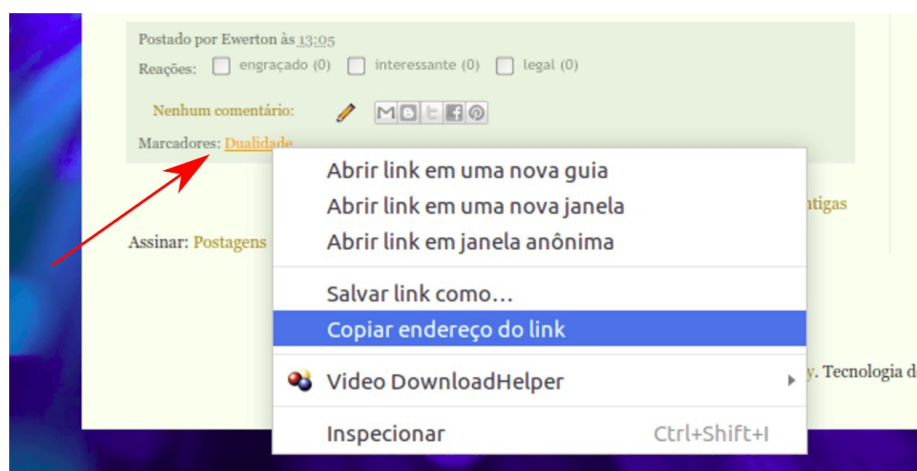 Postado por Ewerton às 13:05
Reações: engraçado (0) interessante (0) legal (0)
Nenhum comentário:
Marcadores: Dualidade
Abrir link em uma nova guia
Abrir link em uma nova janela
Abrir link em janela anônima
Assinar: Postagens
Salvar link como...
Copiar endereço do link
Video DownloadHelper
. Tecnologia d
Inspecionar Ctrl+Shift+I